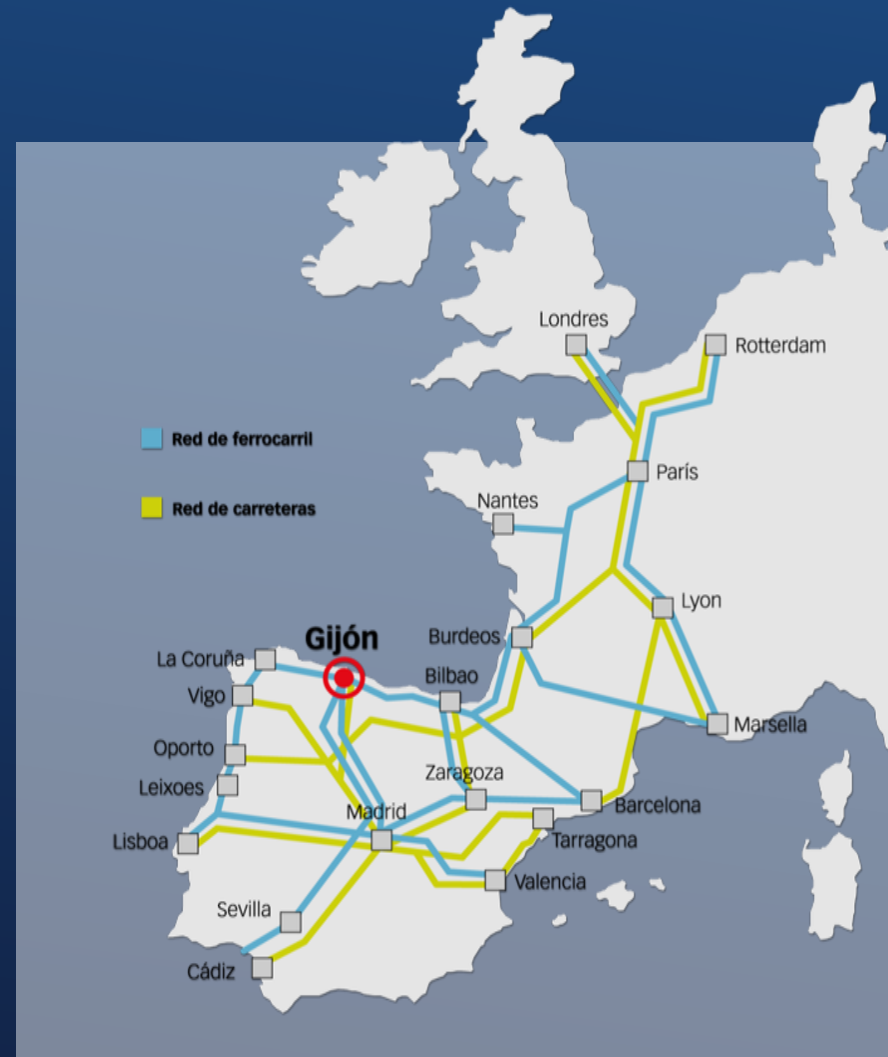 Londres
Rotterdam
Red de ferrocarril
París
Nantes
Red de carreteras
Lyon
Gijón
Burdeos
La Coruña
Bilbao
Vigo
Marsella
Oporto
Zaragoza
Leixoes
Barcelona
Madrid
Lisboa
Tarragona
Valencia
Sevilla
Cádiz